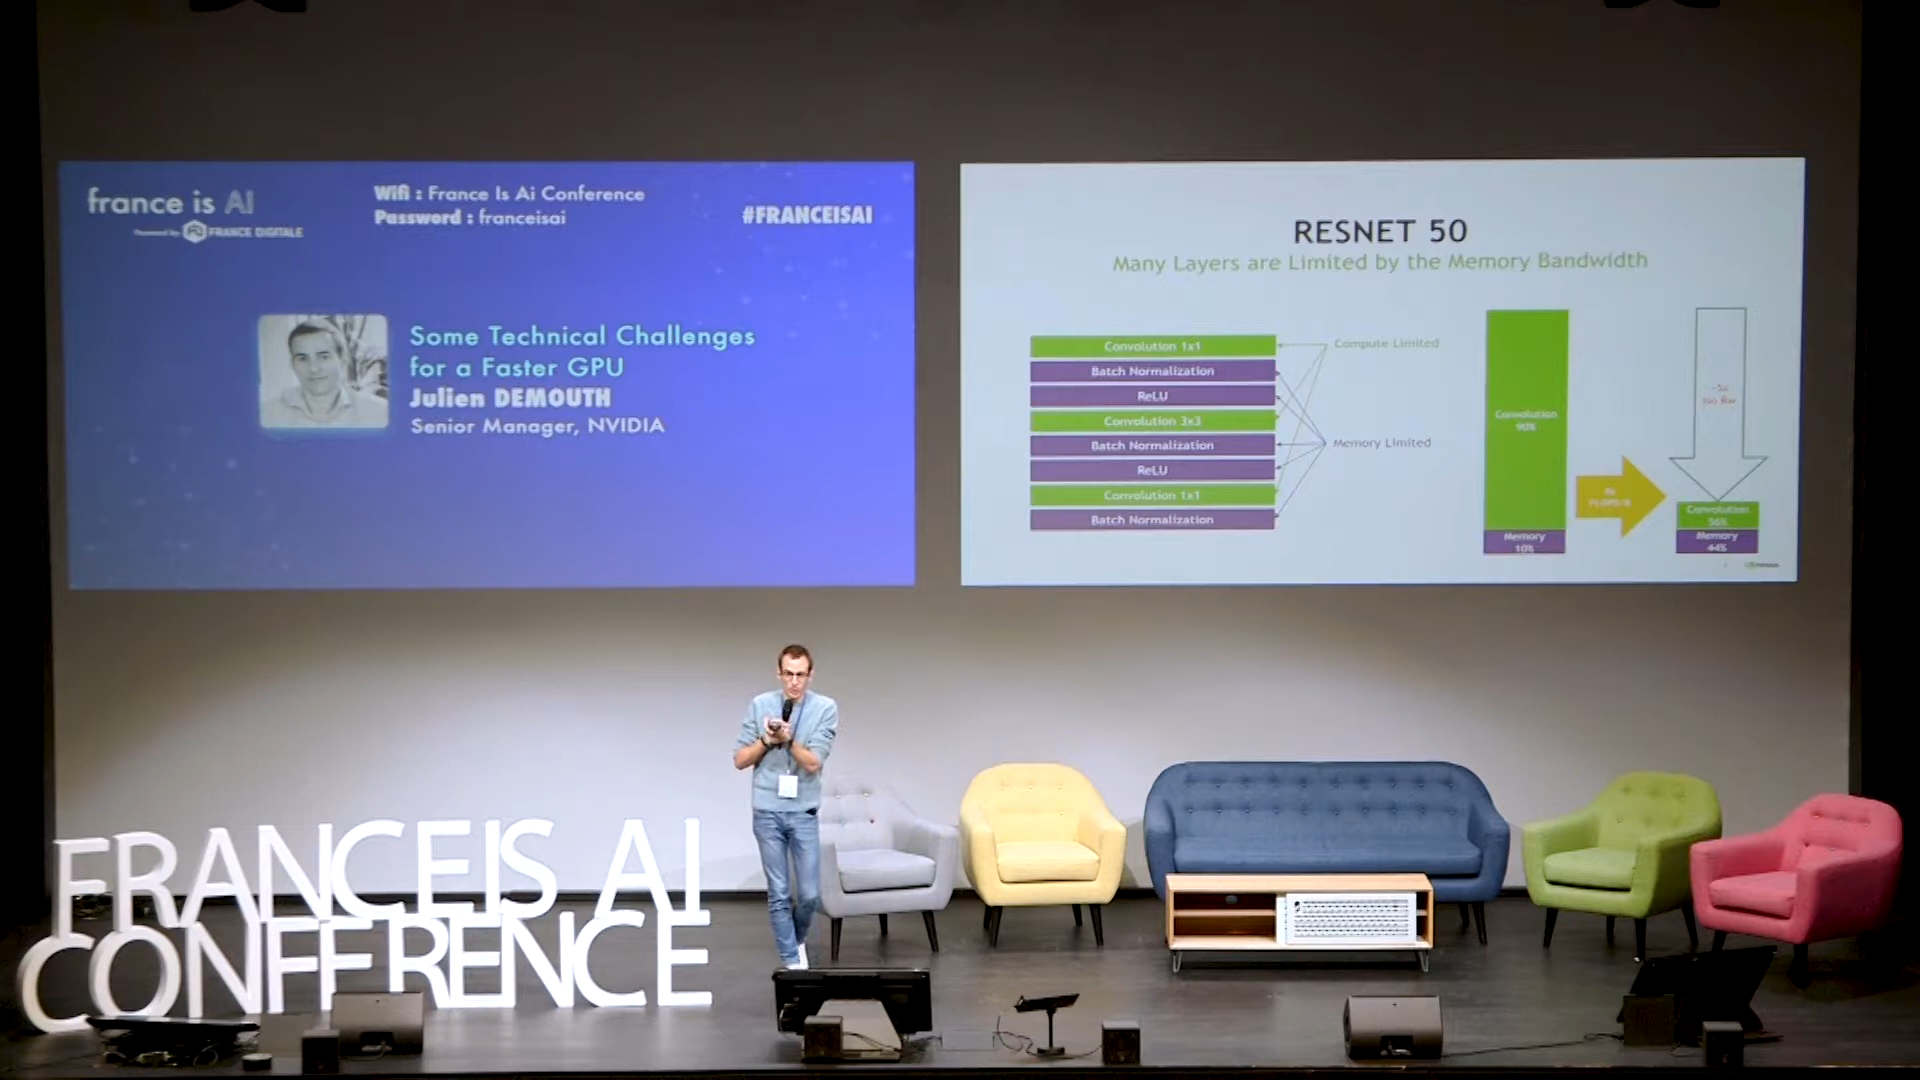 france is AI
Powered by FRANCE DIGITALE
Wifi : France Is Ai Conference
Password : franceisai
#FRANCEISAI
Some Technical Challenges
for a Faster GPU
Julien DEMOUTH
Senior Manager, NVIDIA
RESNET 50
Many Layers are Limited by the Memory Bandwidth
Convolution 1x1
Batch Normalization
ReLU
Convolution 3x3
Batch Normalization
ReLU
Convolution 1x1
Batch Normalization
Compute Limited
Memory Limited
Convolution
90%
Memory
10%
Convolution
56%
Memory
44%
NVIDIA
FRANCE IS AI
CONFERENCE